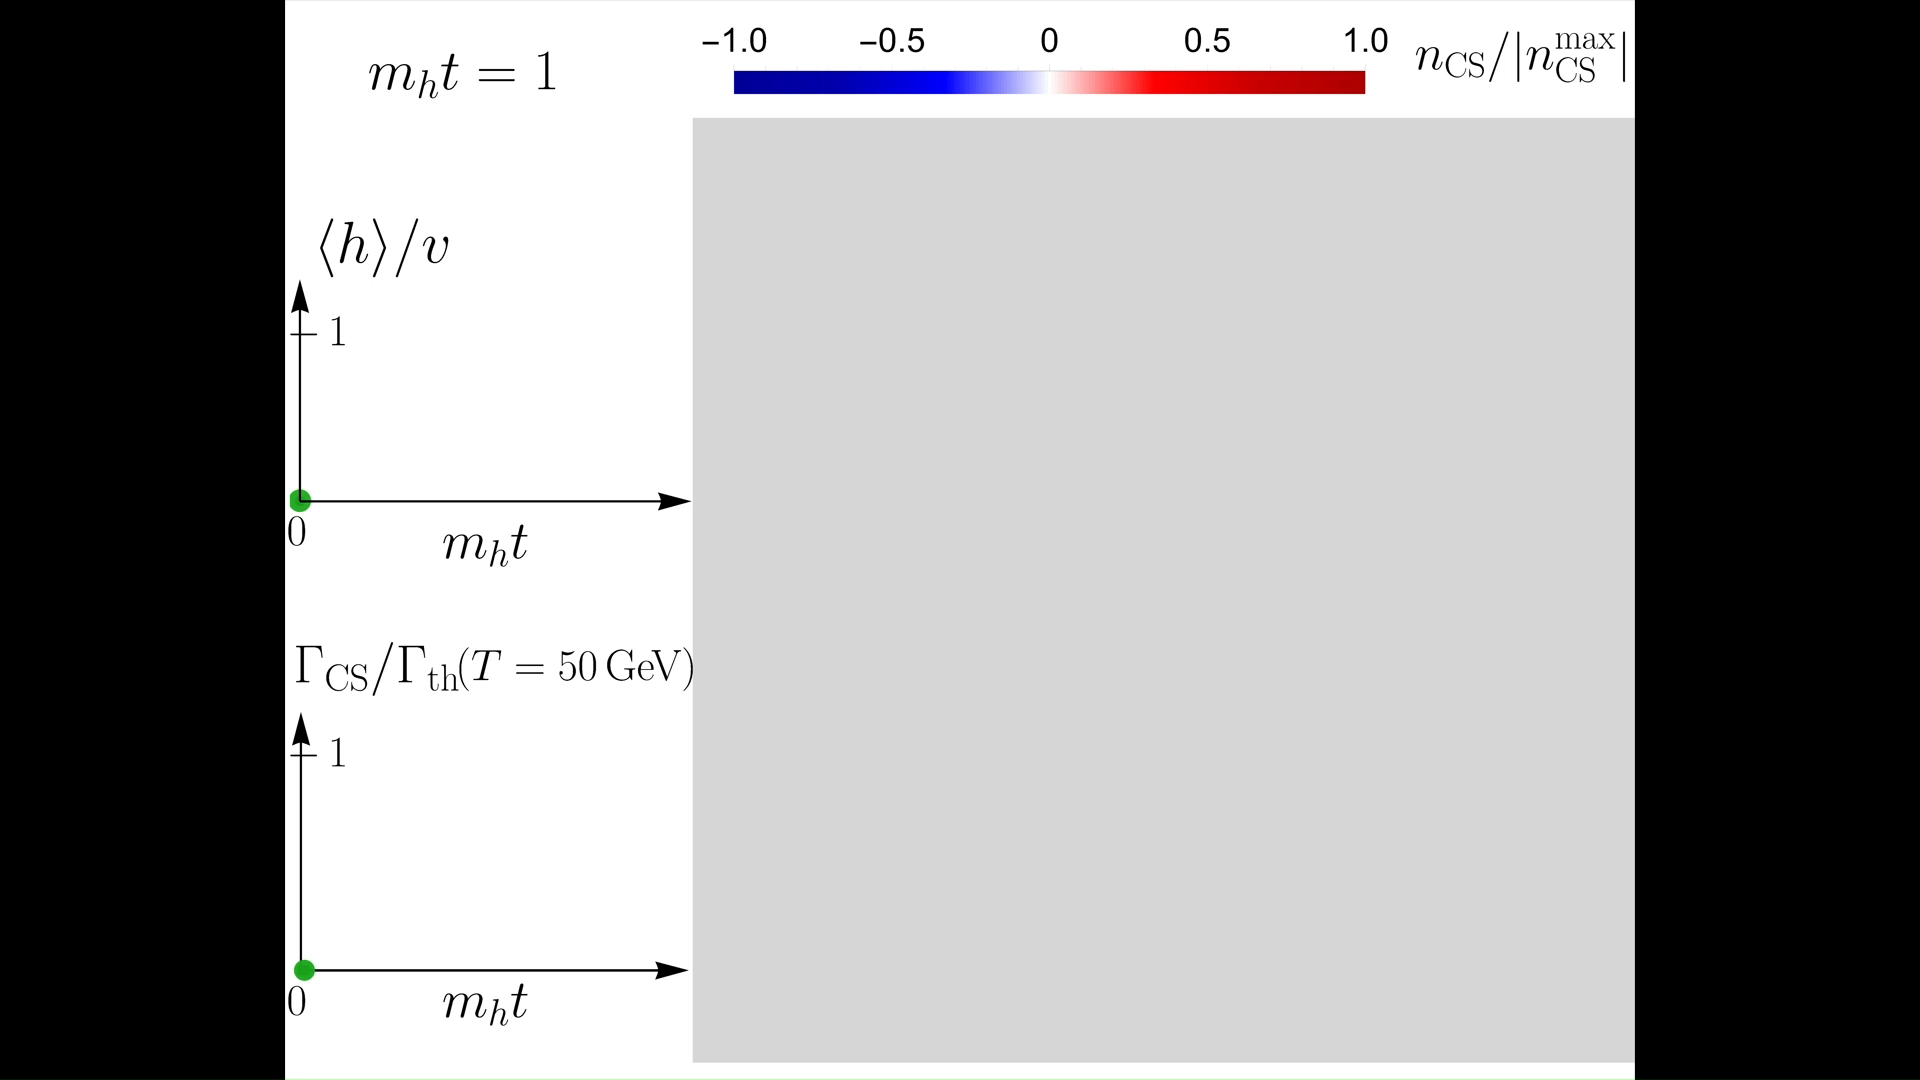 −1.0 −0.5 0 0.5 1.0 n_CS/|n_CS^max|
m_h t = 1
⟨h⟩/v
1
0
m_h t
Γ_CS/Γ_th(T = 50 GeV)
1
0
m_h t